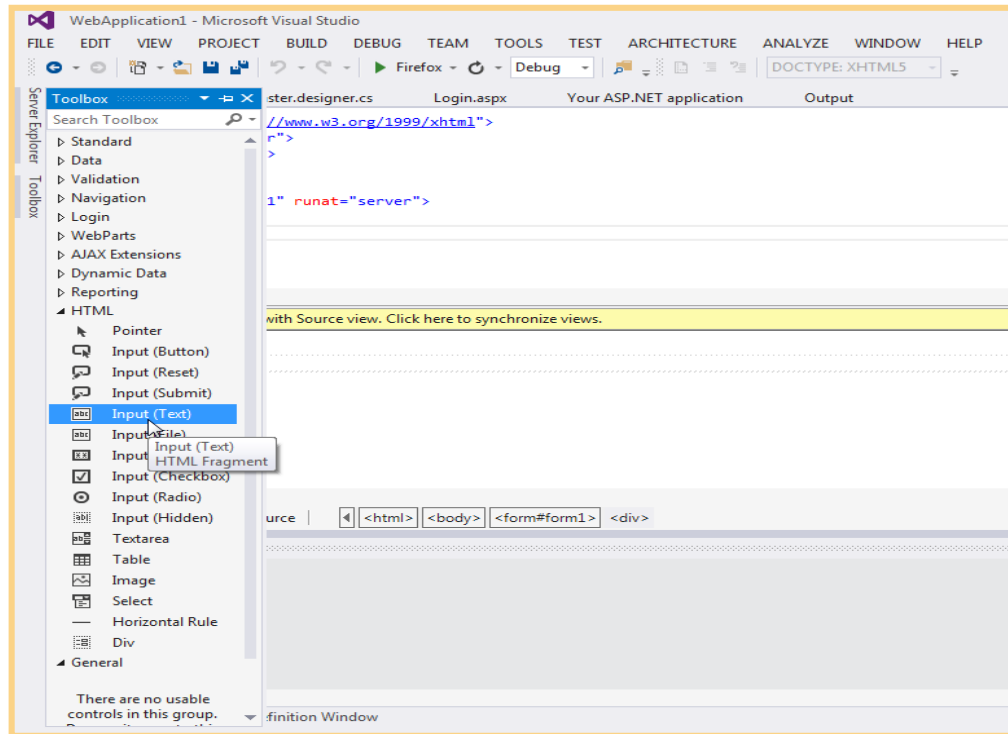 WebApplication1 - Microsoft Visual Studio
FILE EDIT VIEW PROJECT BUILD DEBUG TEAM TOOLS TEST ARCHITECTURE ANALYZE WINDOW HELP
Firefox Debug DOCTYPE: XHTML5
Server Explorer
Toolbox
Toolbox
ster.designer.cs Login.aspx Your ASP.NET application Output
Search Toolbox
//www.w3.org/1999/xhtml">
r">
>
1" runat="server">
Standard
Data
Validation
Navigation
Login
WebParts
AJAX Extensions
Dynamic Data
Reporting
HTML
with Source view. Click here to synchronize views.
Pointer
Input (Button)
Input (Reset)
Input (Submit)
Input (Text)
Input (File)
Input (Text)
HTML Fragment
Input
Input (Checkbox)
Input (Radio)
Input (Hidden)
urce <html> <body> <form#form1> <div>
Textarea
Table
Image
Select
Horizontal Rule
Div
General
There are no usable
controls in this group.
finition Window